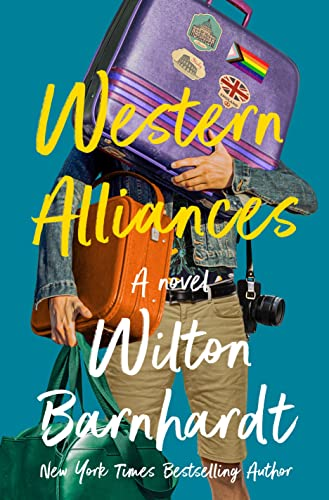 Western
Alliances
A novel
Wilton
Barnhardt
New York Times Bestselling Author